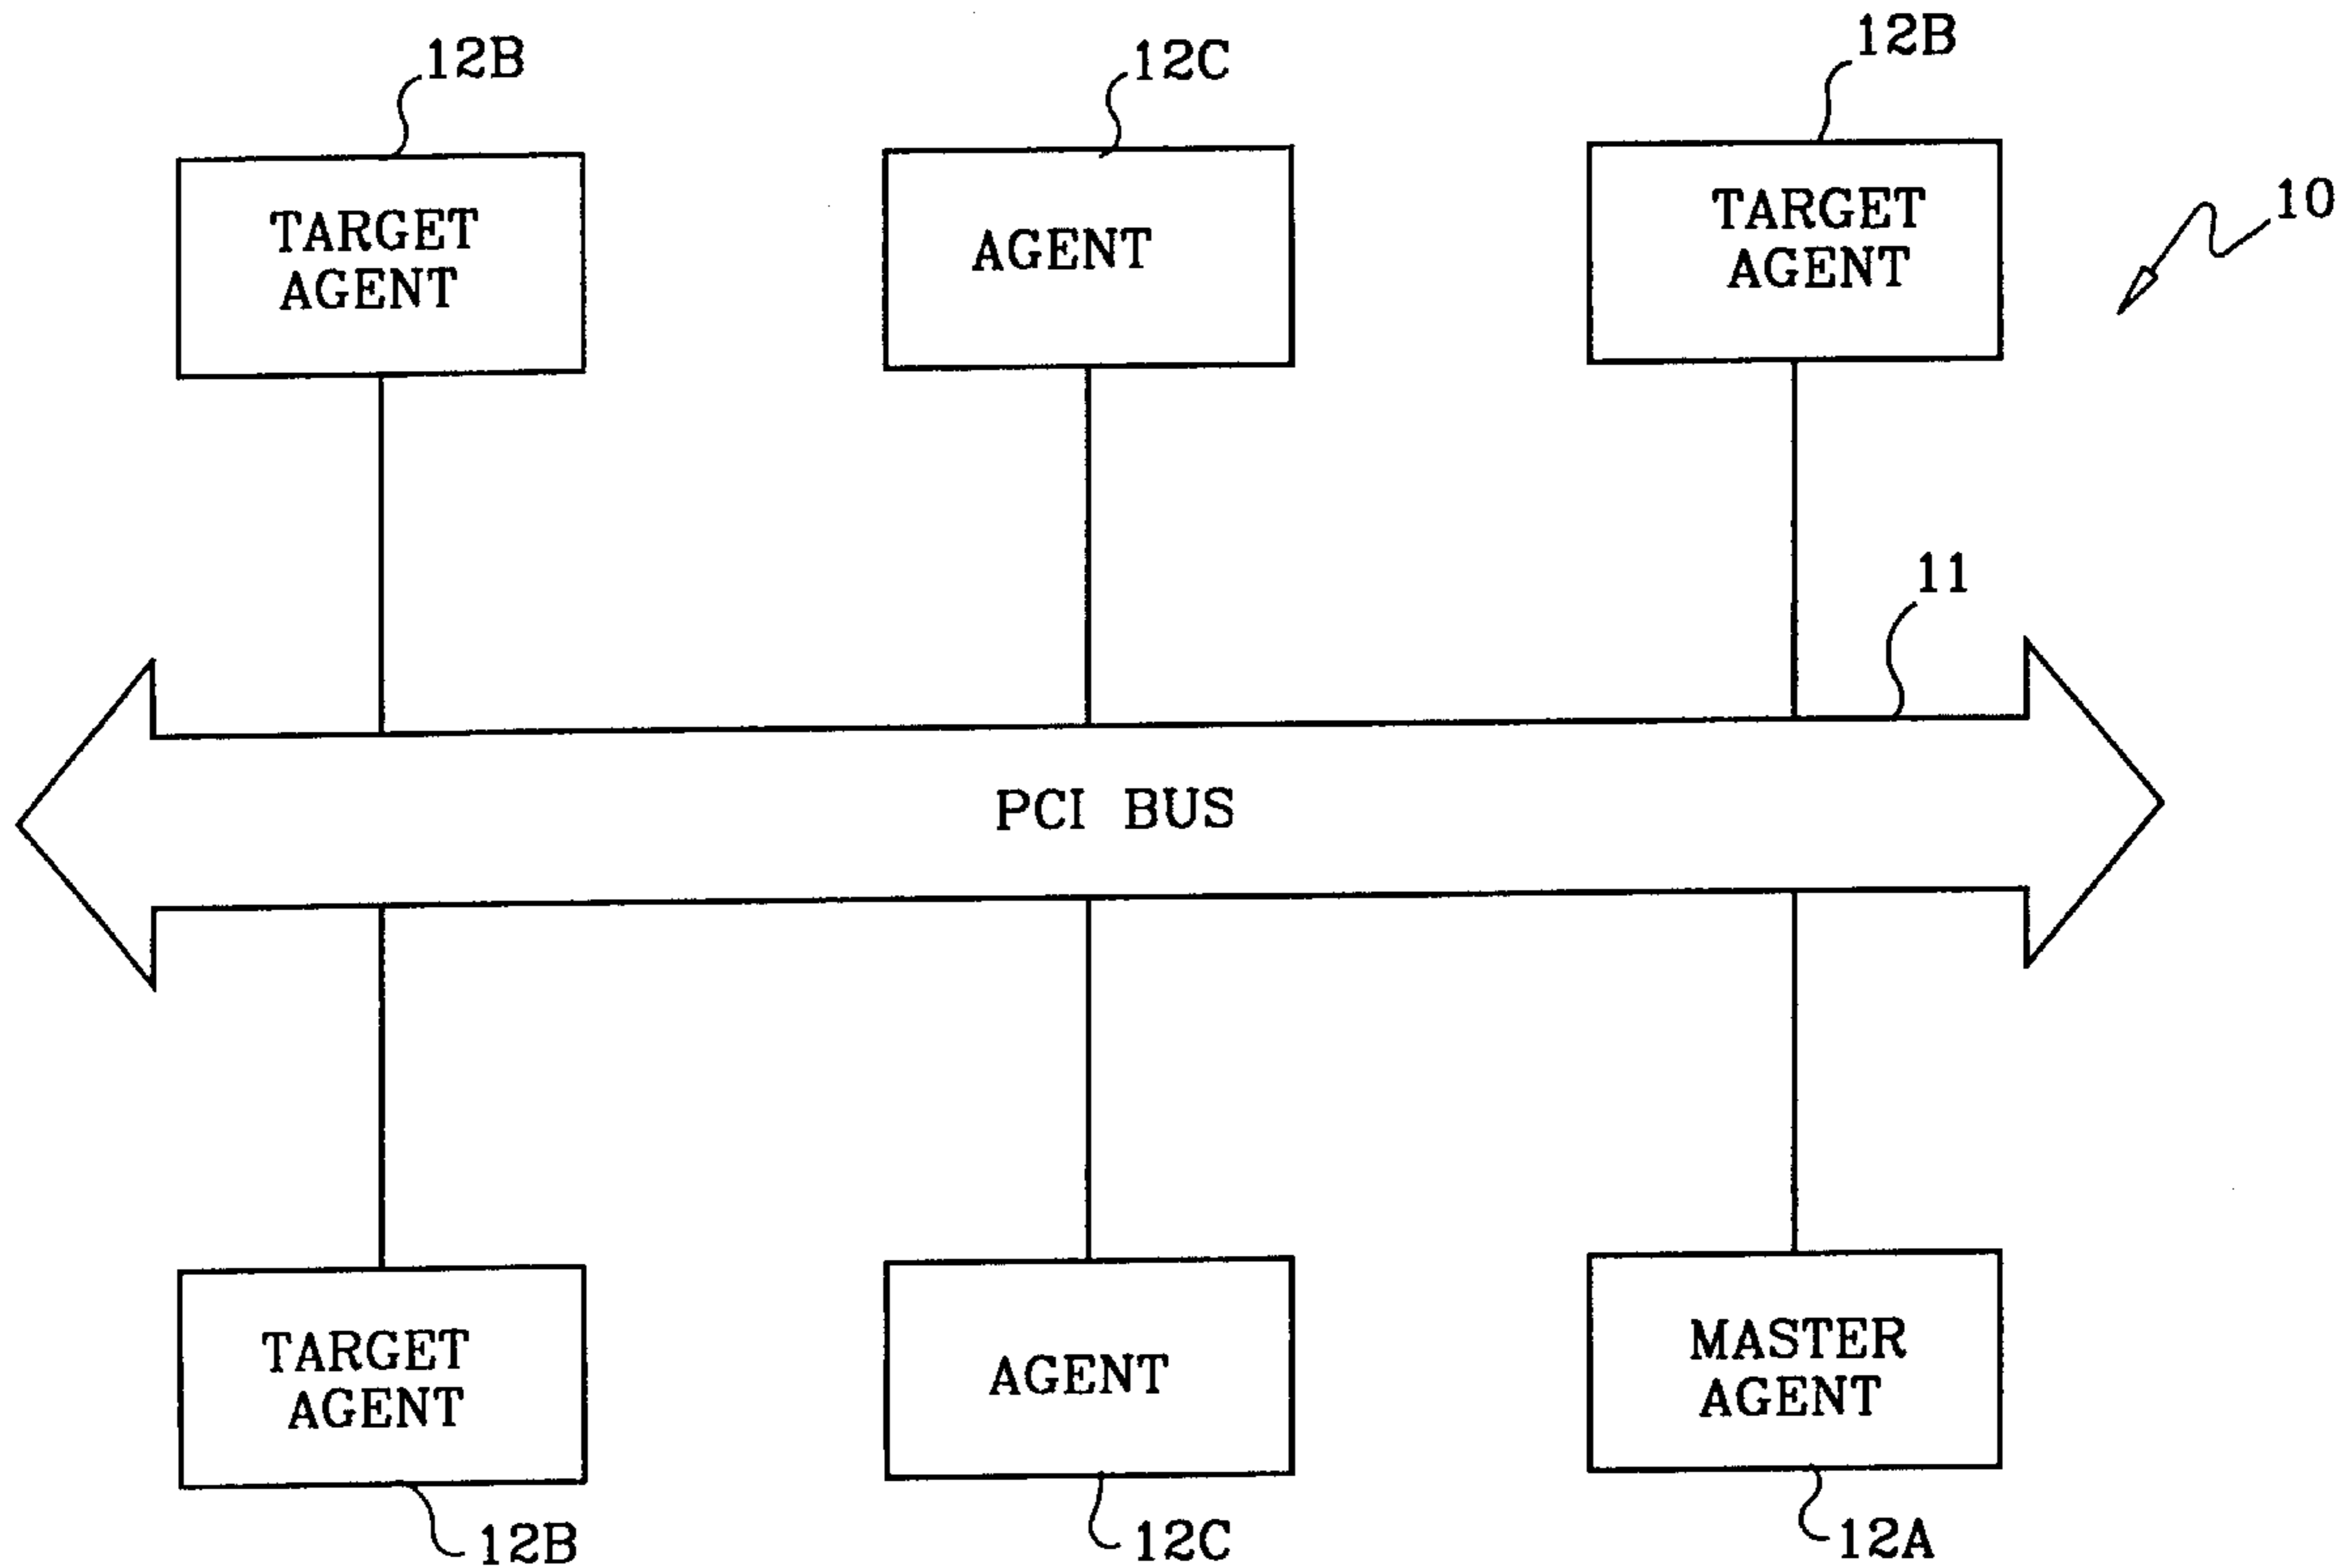 12B
12C
12B
TARGET
AGENT
AGENT
TARGET
AGENT
10
11
PCI BUS
TARGET
AGENT
AGENT
MASTER
AGENT
12B
12C
12A